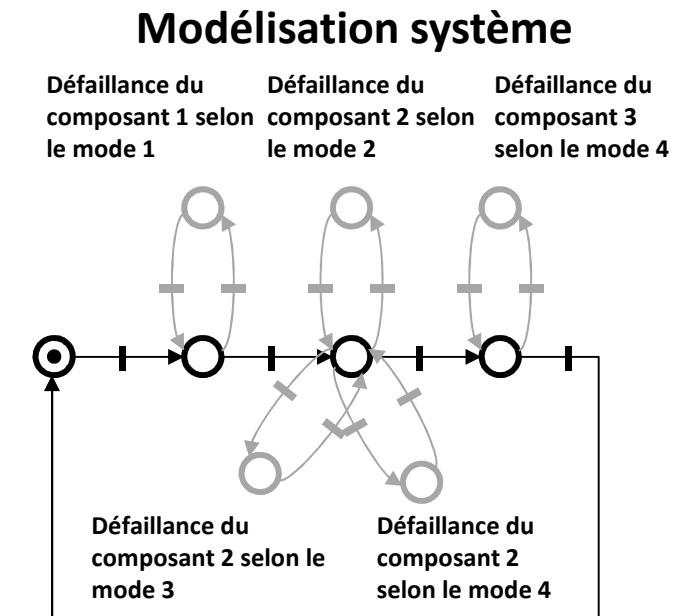 Modélisation système
Défaillance du
composant 1 selon
le mode 1
Défaillance du
composant 2 selon
le mode 2
Défaillance du
composant 3
selon le mode 4
Défaillance du
composant 2 selon le
mode 3
Défaillance du
composant 2
selon le mode 4